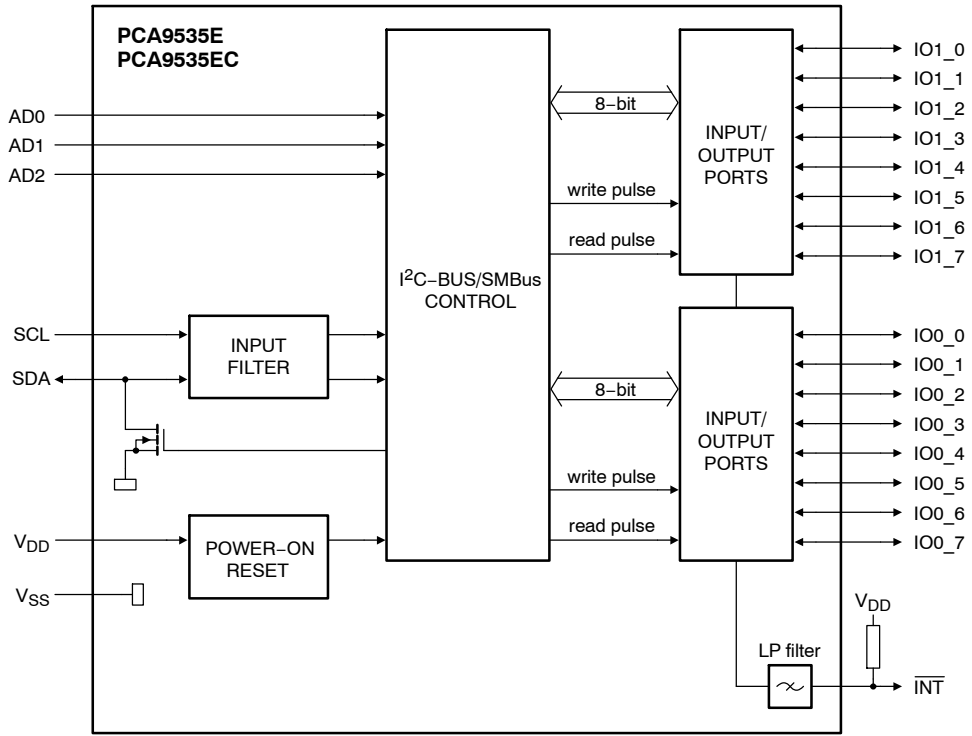 PCA9535E
PCA9535EC
AD0
AD1
AD2
SCL
SDA
VDD
VSS
INPUT
FILTER
POWER−ON
RESET
I2C−BUS/SMBus
CONTROL
8−bit
write pulse
read pulse
8−bit
write pulse
read pulse
INPUT/
OUTPUT
PORTS
INPUT/
OUTPUT
PORTS
IO1_0
IO1_1
IO1_2
IO1_3
IO1_4
IO1_5
IO1_6
IO1_7
IO0_0
IO0_1
IO0_2
IO0_3
IO0_4
IO0_5
IO0_6
IO0_7
VDD
LP filter
INT